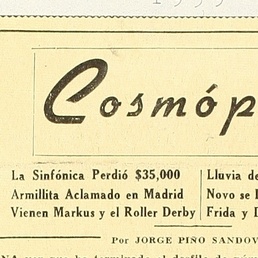 Cosmóp
La Sinfónica Perdió $35,000
Armillita Aclamado en Madrid
Vienen Markus y el Roller Derby
Lluvia de
Novo se
Frida y
Por JORGE PIÑO SANDOV